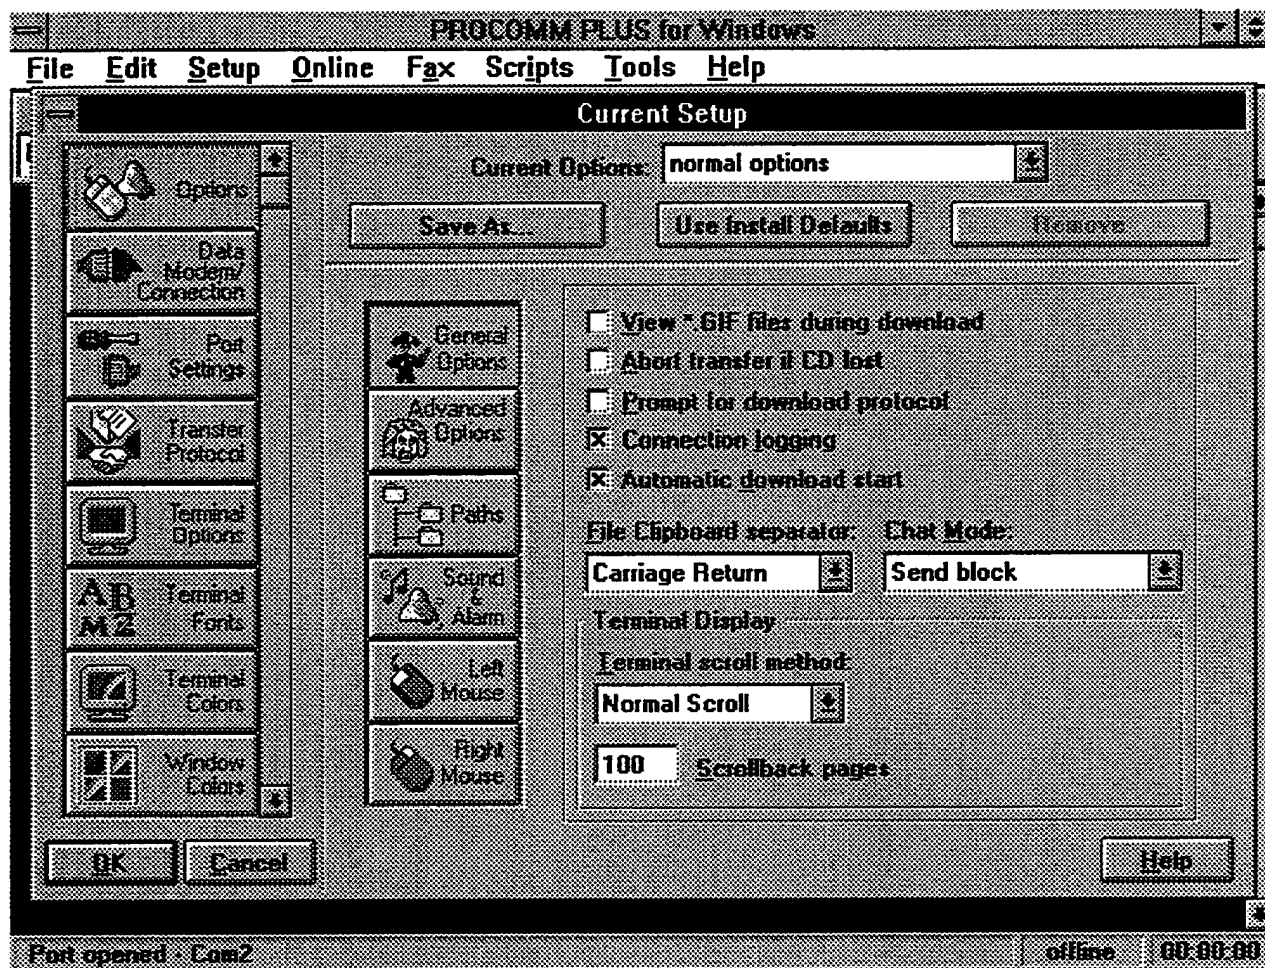 PROCOMM PLUS for Windows
File Edit Setup Online Fax Scripts Tools Help
Current Setup
Options
Data
Modem/
Connection
Port
Settings
Transfer
Protocol
Terminal
Options
AB
MZ
Terminal
Fonts
Terminal
Colors
Window
Colors
OK Cancel
Current Options: normal options
Save As... Use Install Defaults Remove
General
Options
Advanced
Options
Paths
Sound
&
Alarm
Left
Mouse
Right
Mouse
View *.GIF files during download
Abort transfer if CD lost
Prompt for download protocol
Connection logging
Automatic download start
File Clipboard separator: Chat Mode:
Carriage Return Send block
Terminal Display
Terminal scroll method:
Normal Scroll
100 Scrollback pages
Help
Port opened - Com2 offline 00:00:00